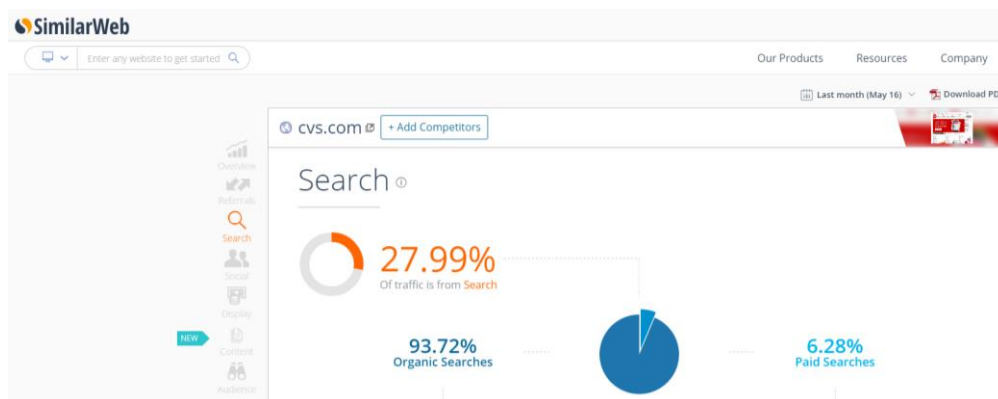 SimilarWeb
Enter any website to get started
Our Products Resources Company
Last month (May 16) Download PD
cvs.com + Add Competitors
Overview
Search
Referrals
Search
27.99%
Of traffic is from Search
Social
Display
NEW Content
93.72% 6.28%
Organic Searches Paid Searches
Audience